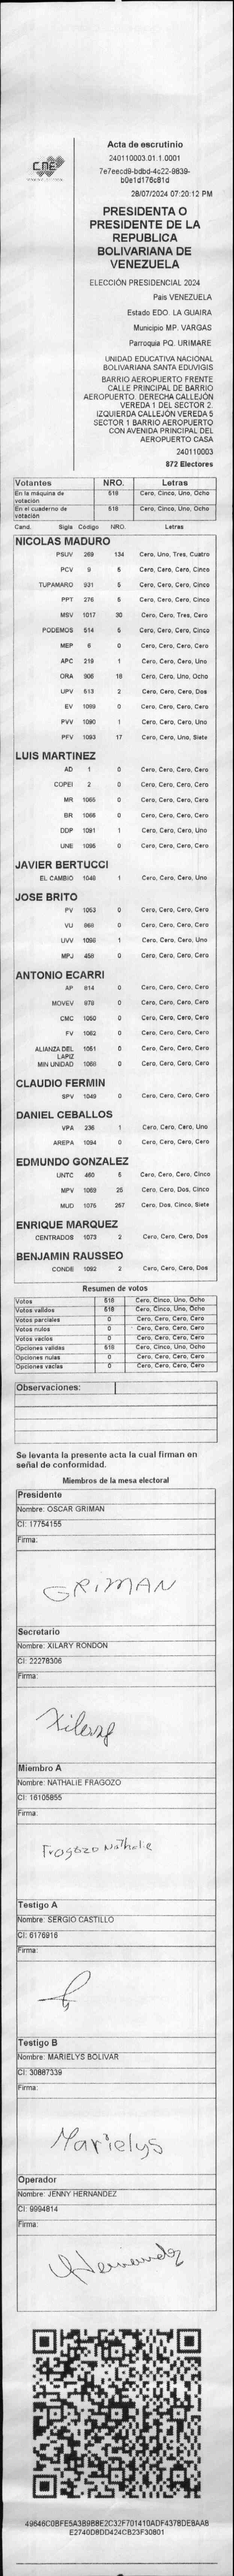 CNE
Acta de escrutinio
240110003.01.1.0001
7e7eecd9-bdbd-4c22-9839-
b0e1d176c81d
28/07/2024 07:20:12 PM
PRESIDENTA O
PRESIDENTE DE LA
REPUBLICA
BOLIVARIANA DE
VENEZUELA
ELECCIÓN PRESIDENCIAL 2024
Pais VENEZUELA
Estado EDO. LA GUAIRA
Municipio MP. VARGAS
Parroquia PQ. URIMARE
UNIDAD EDUCATIVA NACIONAL
BOLIVARIANA SANTA EDUVIGIS
BARRIO AEROPUERTO FRENTE
CALLE PRINCIPAL DE BARRIO
AEROPUERTO. DERECHA CALLEJÓN
VEREDA 1 DEL SECTOR 2.
IZQUIERDA CALLEJÓN VEREDA 5
SECTOR 1 BARRIO AEROPUERTO
CON AVENIDA PRINCIPAL DEL
AEROPUERTO CASA
240110003
872 Electores
Votantes NRO. Letras
En la máquina de votación 518 Cero, Cinco, Uno, Ocho
En el cuaderno de votación 518 Cero, Cinco, Uno, Ocho
Cand. Sigla Código NRO. Letras
NICOLAS MADURO
PSUV 269 134 Cero, Uno, Tres, Cuatro
PCV 9 5 Cero, Cero, Cero, Cinco
TUPAMARO 931 5 Cero, Cero, Cero, Cinco
PPT 276 5 Cero, Cero, Cero, Cinco
MSV 1017 30 Cero, Cero, Tres, Cero
PODEMOS 514 5 Cero, Cero, Cero, Cinco
MEP 6 0 Cero, Cero, Cero, Cero
APC 219 1 Cero, Cero, Cero, Uno
ORA 906 18 Cero, Cero, Uno, Ocho
UPV 613 2 Cero, Cero, Cero, Dos
EV 1089 0 Cero, Cero, Cero, Cero
PVV 1090 1 Cero, Cero, Cero, Uno
PFV 1093 17 Cero, Cero, Uno, Siete
LUIS MARTINEZ
AD 1 0 Cero, Cero, Cero, Cero
COPEI 2 0 Cero, Cero, Cero, Cero
MR 1065 0 Cero, Cero, Cero, Cero
BR 1066 0 Cero, Cero, Cero, Cero
DDP 1091 1 Cero, Cero, Cero, Uno
UNE 1095 0 Cero, Cero, Cero, Cero
JAVIER BERTUCCI
EL CAMBIO 1048 1 Cero, Cero, Cero, Uno
JOSE BRITO
PV 1053 0 Cero, Cero, Cero, Cero
VU 868 0 Cero, Cero, Cero, Cero
UVV 1096 1 Cero, Cero, Cero, Uno
MPJ 458 0 Cero, Cero, Cero, Cero
ANTONIO ECARRI
AP 814 0 Cero, Cero, Cero, Cero
MOVEV 879 0 Cero, Cero, Cero, Cero
CMC 1050 0 Cero, Cero, Cero, Cero
FV 1062 0 Cero, Cero, Cero, Cero
ALIANZA DEL LAPIZ 1051 0 Cero, Cero, Cero, Cero
MIN UNIDAD 1068 0 Cero, Cero, Cero, Cero
CLAUDIO FERMIN
SPV 1049 0 Cero, Cero, Cero, Cero
DANIEL CEBALLOS
VPA 236 1 Cero, Cero, Cero, Uno
AREPA 1094 0 Cero, Cero, Cero, Cero
EDMUNDO GONZALEZ
UNTC 460 5 Cero, Cero, Cero, Cinco
MPV 1069 25 Cero, Cero, Dos, Cinco
MUD 1075 257 Cero, Dos, Cinco, Siete
ENRIQUE MARQUEZ
CENTRADOS 1073 2 Cero, Cero, Cero, Dos
BENJAMIN RAUSSEO
CONDE 1092 2 Cero, Cero, Cero, Dos
Resumen de votos
Votos 518 Cero, Cinco, Uno, Ocho
Votos validos 518 Cero, Cinco, Uno, Ocho
Votos parciales 0 Cero, Cero, Cero, Cero
Votos nulos 0 Cero, Cero, Cero, Cero
Votos vacíos 0 Cero, Cero, Cero, Cero
Opciones validas 518 Cero, Cinco, Uno, Ocho
Opciones nulas 0 Cero, Cero, Cero, Cero
Opciones vacías 0 Cero, Cero, Cero, Cero
Observaciones:
Se levanta la presente acta la cual firman en
señal de conformidad.
Miembros de la mesa electoral
Presidente
Nombre: OSCAR GRIMAN
CI: 17754155
Firma:
GRIMAN
Secretario
Nombre: XILARY RONDON
CI: 22278306
Firma:
Xilary
Miembro A
Nombre: NATHALIE FRAGOZO
CI: 16105855
Firma:
Fragozo Nathalie
Testigo A
Nombre: SERGIO CASTILLO
CI: 6176916
Firma:
Testigo B
Nombre: MARIELYS BOLIVAR
CI: 30887339
Firma:
Marielys
Operador
Nombre: JENNY HERNANDEZ
CI: 9994814
Firma:
Hernandez
49646C0BFE5A3B9B8E2C32F701410ADF4378DE8AAB
E2740D8DD424CB23F30801